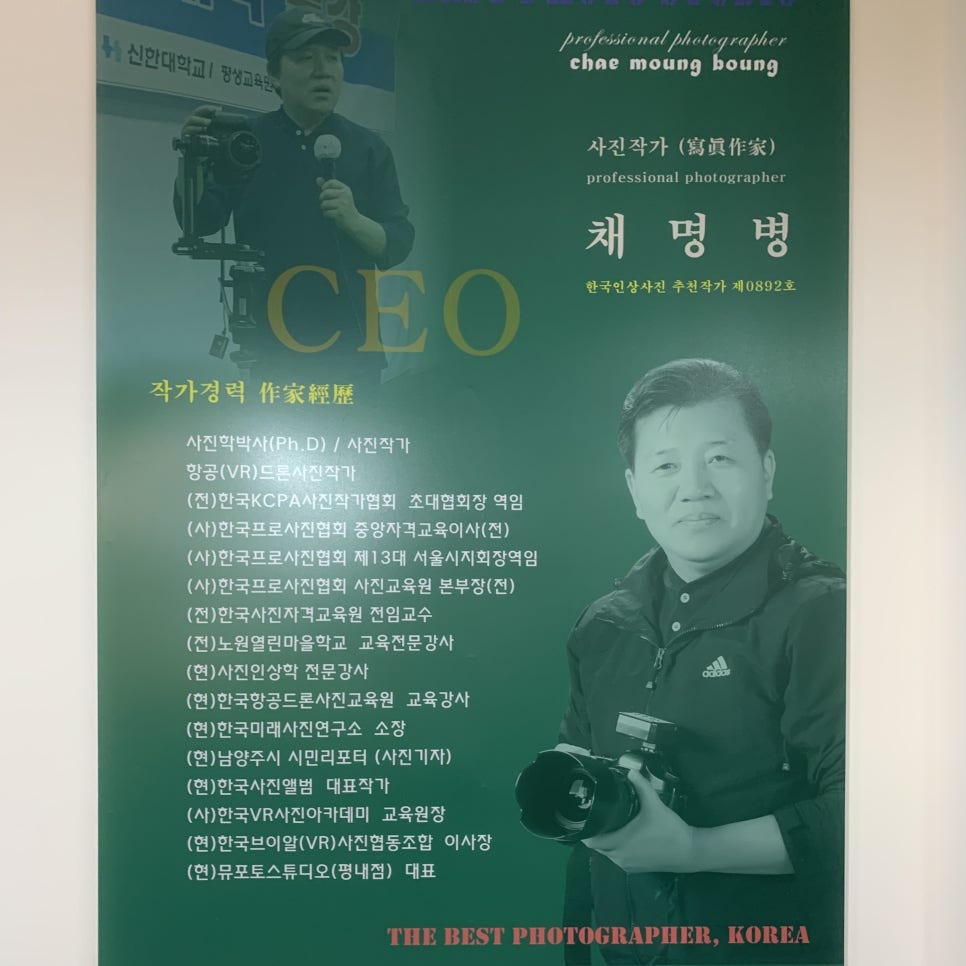 신한대학교 / 평생교육원
professional photographer
chae moung boung
사진작가 (寫眞作家)
professional photographer
채 명 병
한국인상사진 추천작가 제0892호
CEO
작가경력 作家經歷
사진학박사(Ph.D) / 사진작가
항공(VR)드론사진작가
(전)한국KCPA사진작가협회 초대협회장 역임
(사)한국프로사진협회 중앙자격교육이사(전)
(사)한국프로사진협회 제13대 서울시지회장역임
(사)한국프로사진협회 사진교육원 본부장(전)
(전)한국사진자격교육원 전임교수
(전)노원열린마을학교 교육전문강사
(현)사진인상학 전문강사
(현)한국항공드론사진교육원 교육강사
(현)한국미래사진연구소 소장
(현)남양주시 시민리포터 (사진기자)
(현)한국사진앨범 대표작가
(사)한국VR사진아카데미 교육원장
(현)한국브이알(VR)사진협동조합 이사장
(현)뮤포토스튜디오(평내점) 대표
adidas
THE BEST PHOTOGRAPHER, KOREA